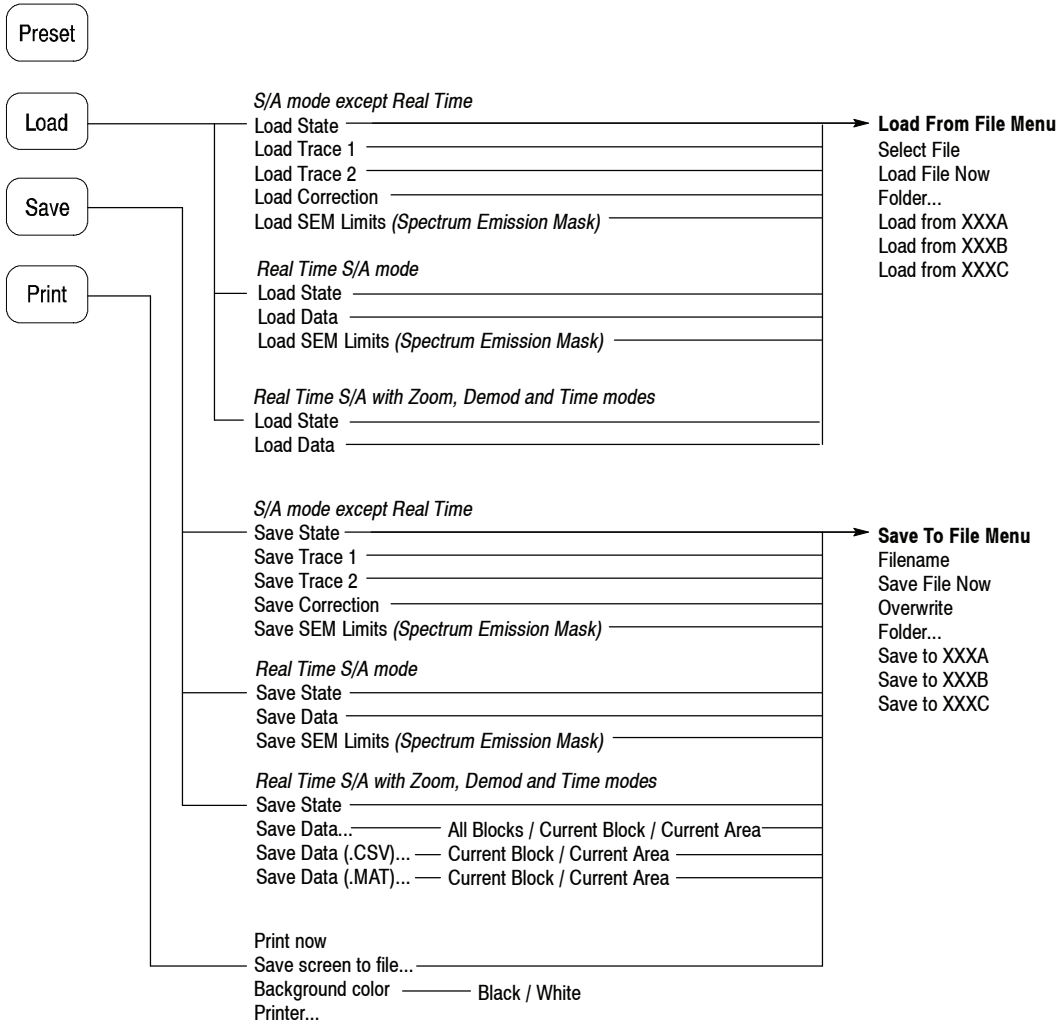 Preset
Load
Save
Print
S/A mode except Real Time
Load State
Load Trace 1
Load Trace 2
Load Correction
Load SEM Limits (Spectrum Emission Mask)
Real Time S/A mode
Load State
Load Data
Load SEM Limits (Spectrum Emission Mask)
Real Time S/A with Zoom, Demod and Time modes
Load State
Load Data
Load From File Menu
Select File
Load File Now
Folder...
Load from XXXA
Load from XXXB
Load from XXXC
S/A mode except Real Time
Save State
Save Trace 1
Save Trace 2
Save Correction
Save SEM Limits (Spectrum Emission Mask)
Real Time S/A mode
Save State
Save Data
Save SEM Limits (Spectrum Emission Mask)
Real Time S/A with Zoom, Demod and Time modes
Save State
Save Data... All Blocks / Current Block / Current Area
Save Data (.CSV)... Current Block / Current Area
Save Data (.MAT)... Current Block / Current Area
Save To File Menu
Filename
Save File Now
Overwrite
Folder...
Save to XXXA
Save to XXXB
Save to XXXC
Print now
Save screen to file...
Background color Black / White
Printer...